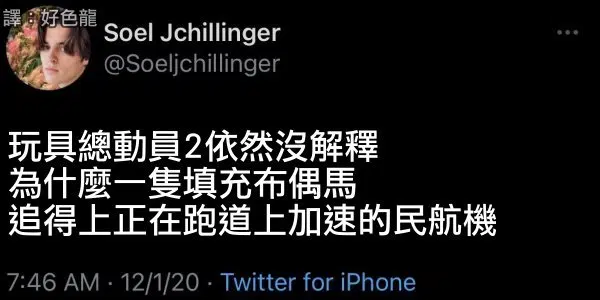 譯：好色龍
Soel Jchillinger
@Soeljchillinger
玩具總動員2依然沒解釋
為什麼一隻填充布偶馬
追得上正在跑道上加速的民航機
7:46 AM · 12/1/20 · Twitter for iPhone